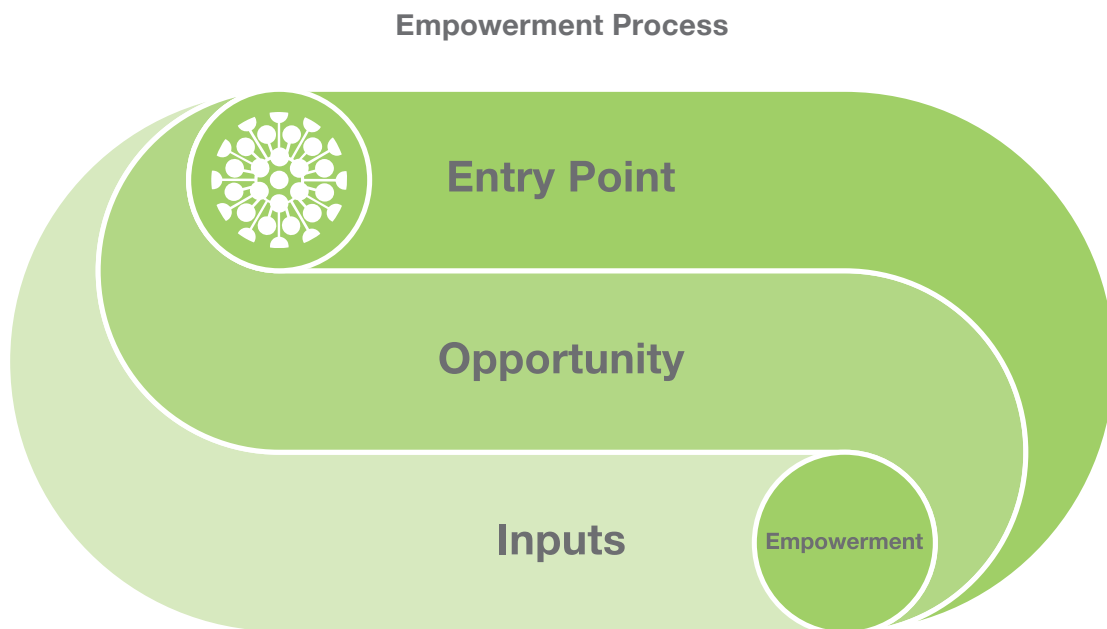 Empowerment Process
Entry Point
Opportunity
Inputs
Empowerment